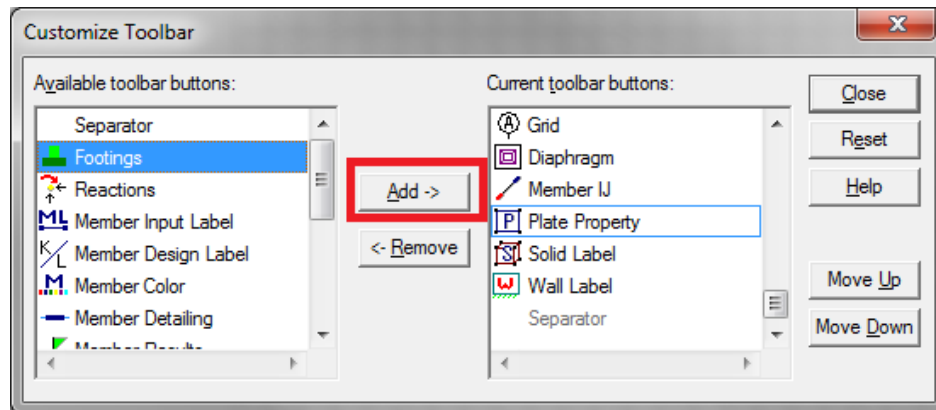 Customize Toolbar
Available toolbar buttons:
Separator
Footings
Reactions
Member Input Label
Member Design Label
Member Color
Member Detailing
Member Results
Add ->
<- Remove
Current toolbar buttons:
Grid
Diaphragm
Member IJ
Plate Property
Solid Label
Wall Label
Separator
Close
Reset
Help
Move Up
Move Down